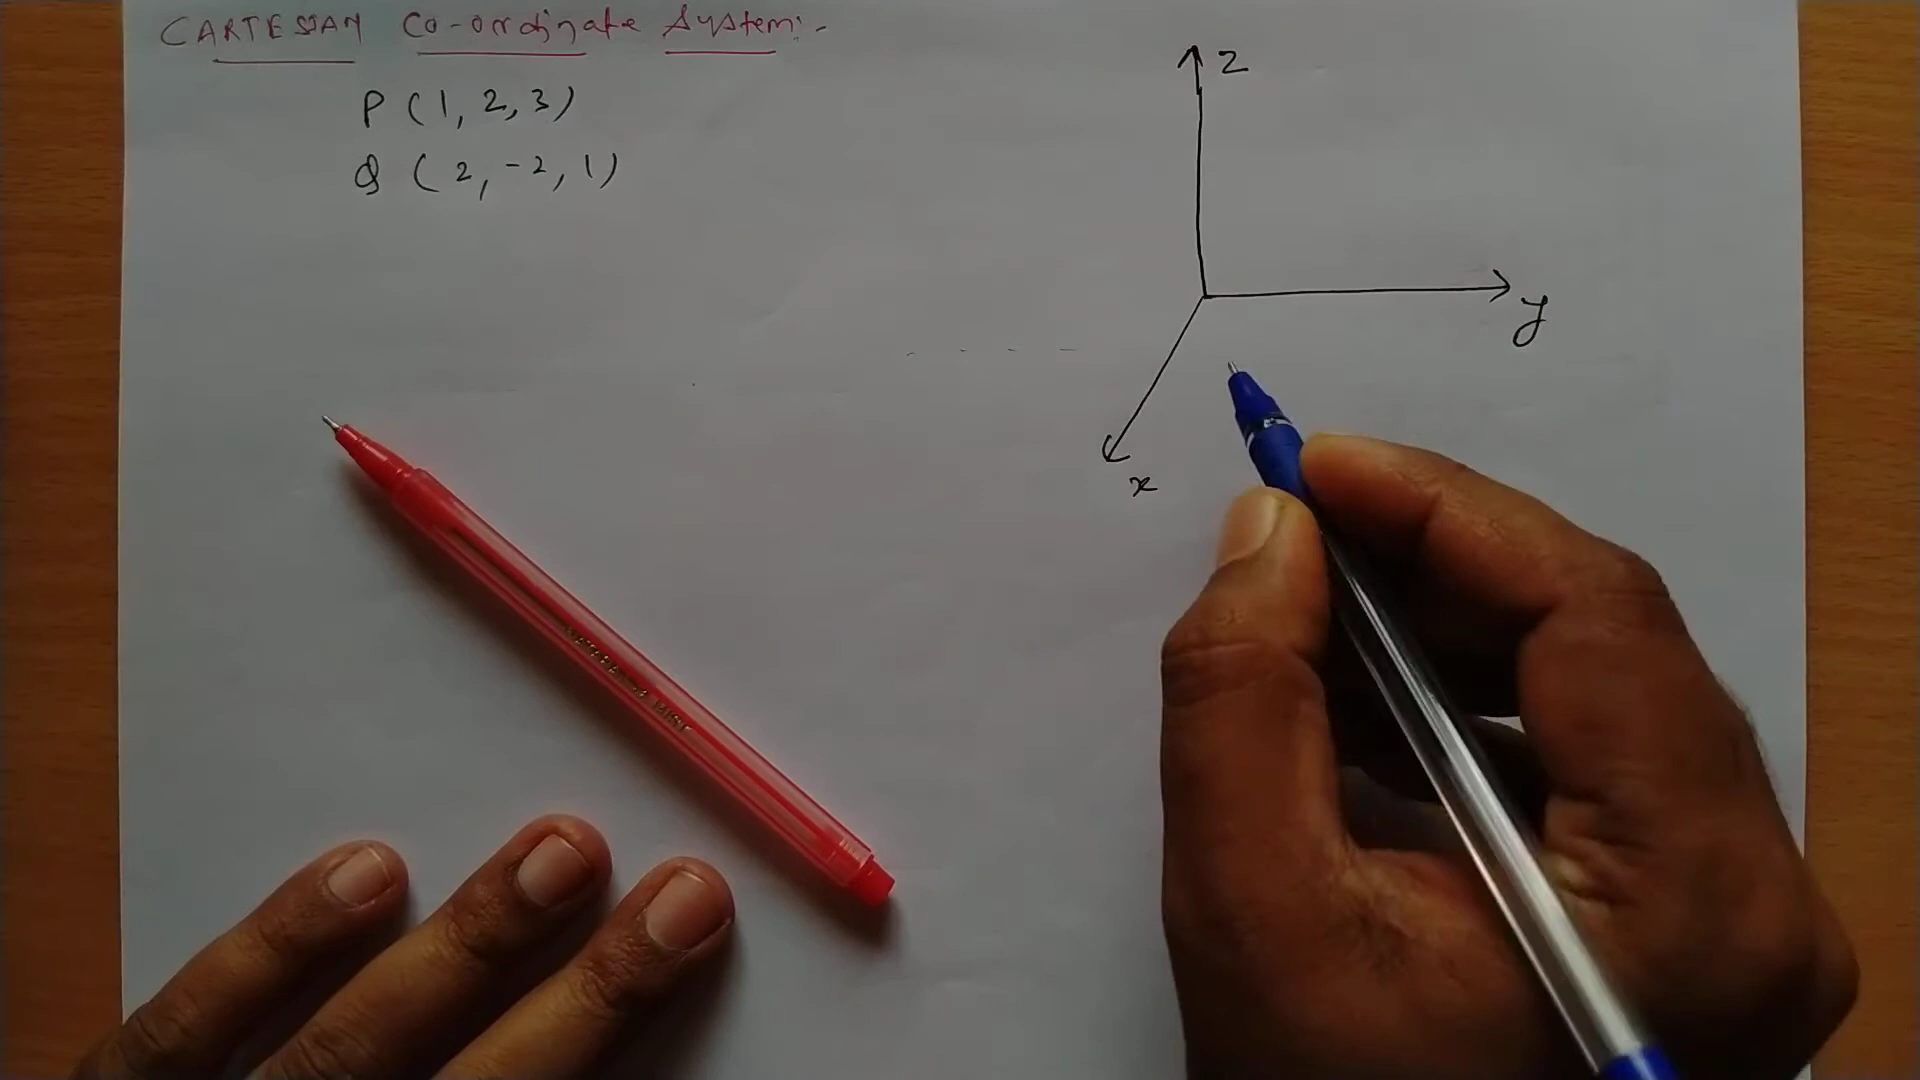 CARTESIAN Co-ordinate System:-
P (1, 2, 3)
Q (2, -2, 1)
z
y
x